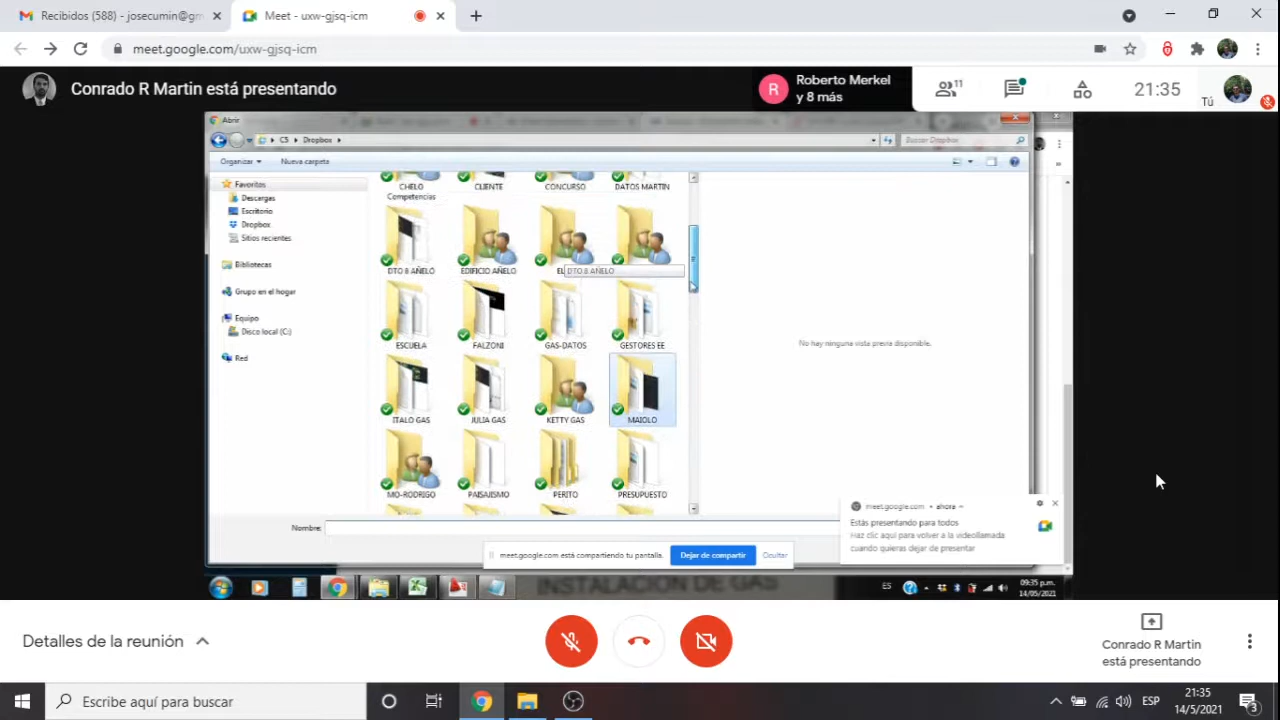 Recibidos (588) - josecumin@gm
Meet - uxw-gjsq-icm
meet.google.com/uxw-gjsq-icm
Conrado R Martin está presentando
R
Roberto Merkel
y 8 más
11
21:35
Tú
Abrir
C5
Dropbox
Buscar Dropbox
Organizar
Nueva carpeta
Favoritos
Descargas
Escritorio
Dropbox
Sitios recientes
Bibliotecas
Grupo en el hogar
Equipo
Disco local (C:)
Red
CHELO
Competencias
CLIENTE
CONCURSO
DATOS MARTIN
DTO 8 AÑELO
EDIFICIO AÑELO
EL
DTO 8 AÑELO
ESCUELA
FALZONI
GAS-DATOS
GESTORES EE
ITALO GAS
JULIA GAS
KETTY GAS
MAIOLO
MO-RODRIGO
PAISAJISMO
PERITO
PRESUPUESTO
No hay ninguna vista previa disponible.
Nombre:
meet.google.com • ahora
Estás presentando para todos
Haz clic aquí para volver a la videollamada
cuando quieras dejar de presentar
meet.google.com está compartiendo tu pantalla.
Dejar de compartir
Ocultar
INSTALACION DE GAS
ES
09:35 p.m.
14/05/2021
Detalles de la reunión
Conrado R Martin
está presentando
Escribe aquí para buscar
ESP
21:35
14/5/2021
3